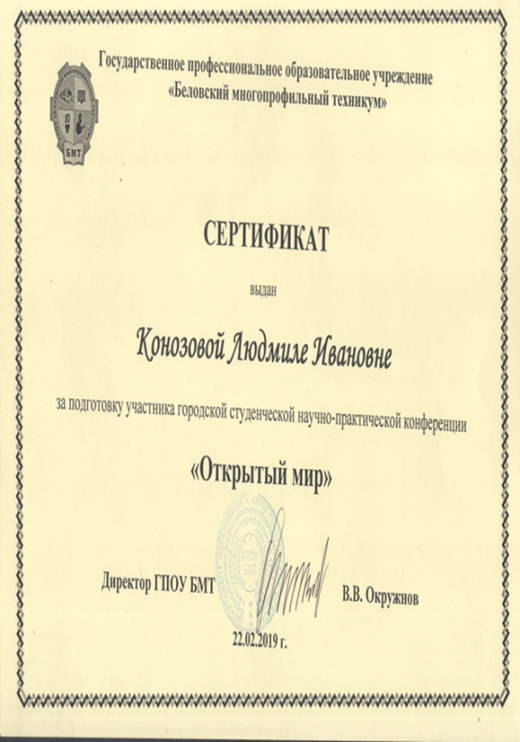 Государственное профессиональное образовательное учреждение
«Беловский многопрофильный техникум»
БМТ
СЕРТИФИКАТ
выдан
Конозовой Людмиле Ивановне
за подготовку участника городской студенческой научно-практической конференции
«Открытый мир»
Директор ГПОУ БМТ
В.В. Окружнов
22.02.2019 г.